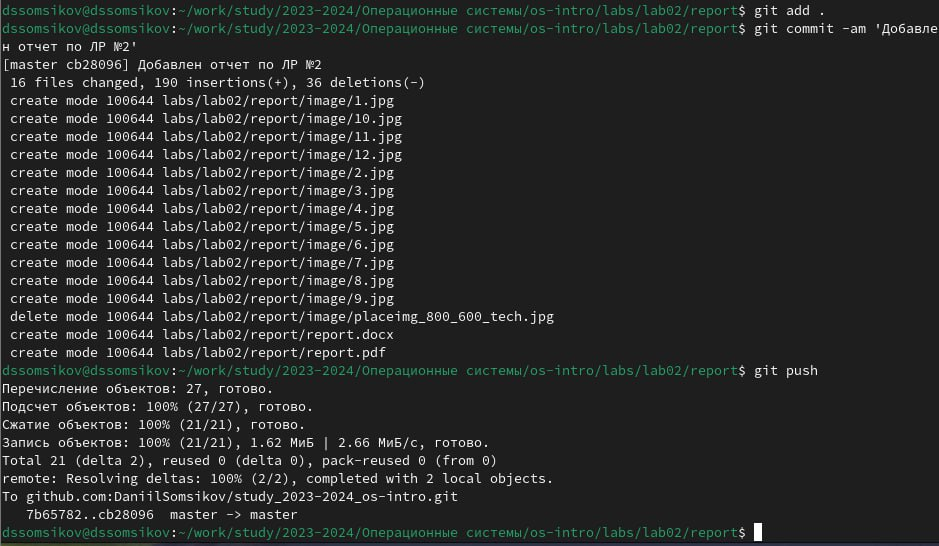 dssomsikov@dssomsikov:~/work/study/2023-2024/Операционные системы/os-intro/labs/lab02/report$ git add .
dssomsikov@dssomsikov:~/work/study/2023-2024/Операционные системы/os-intro/labs/lab02/report$ git commit -am 'Добавле
н отчет по ЛР №2'
[master cb28096] Добавлен отчет по ЛР №2
 16 files changed, 190 insertions(+), 36 deletions(-)
 create mode 100644 labs/lab02/report/image/1.jpg
 create mode 100644 labs/lab02/report/image/10.jpg
 create mode 100644 labs/lab02/report/image/11.jpg
 create mode 100644 labs/lab02/report/image/12.jpg
 create mode 100644 labs/lab02/report/image/2.jpg
 create mode 100644 labs/lab02/report/image/3.jpg
 create mode 100644 labs/lab02/report/image/4.jpg
 create mode 100644 labs/lab02/report/image/5.jpg
 create mode 100644 labs/lab02/report/image/6.jpg
 create mode 100644 labs/lab02/report/image/7.jpg
 create mode 100644 labs/lab02/report/image/8.jpg
 create mode 100644 labs/lab02/report/image/9.jpg
 delete mode 100644 labs/lab02/report/image/placeimg_800_600_tech.jpg
 create mode 100644 labs/lab02/report/report.docx
 create mode 100644 labs/lab02/report/report.pdf
dssomsikov@dssomsikov:~/work/study/2023-2024/Операционные системы/os-intro/labs/lab02/report$ git push
Перечисление объектов: 27, готово.
Подсчет объектов: 100% (27/27), готово.
Сжатие объектов: 100% (21/21), готово.
Запись объектов: 100% (21/21), 1.62 МиБ | 2.66 МиБ/с, готово.
Total 21 (delta 2), reused 0 (delta 0), pack-reused 0 (from 0)
remote: Resolving deltas: 100% (2/2), completed with 2 local objects.
To github.com:DaniilSomsikov/study_2023-2024_os-intro.git
   7b65782..cb28096  master -> master
dssomsikov@dssomsikov:~/work/study/2023-2024/Операционные системы/os-intro/labs/lab02/report$